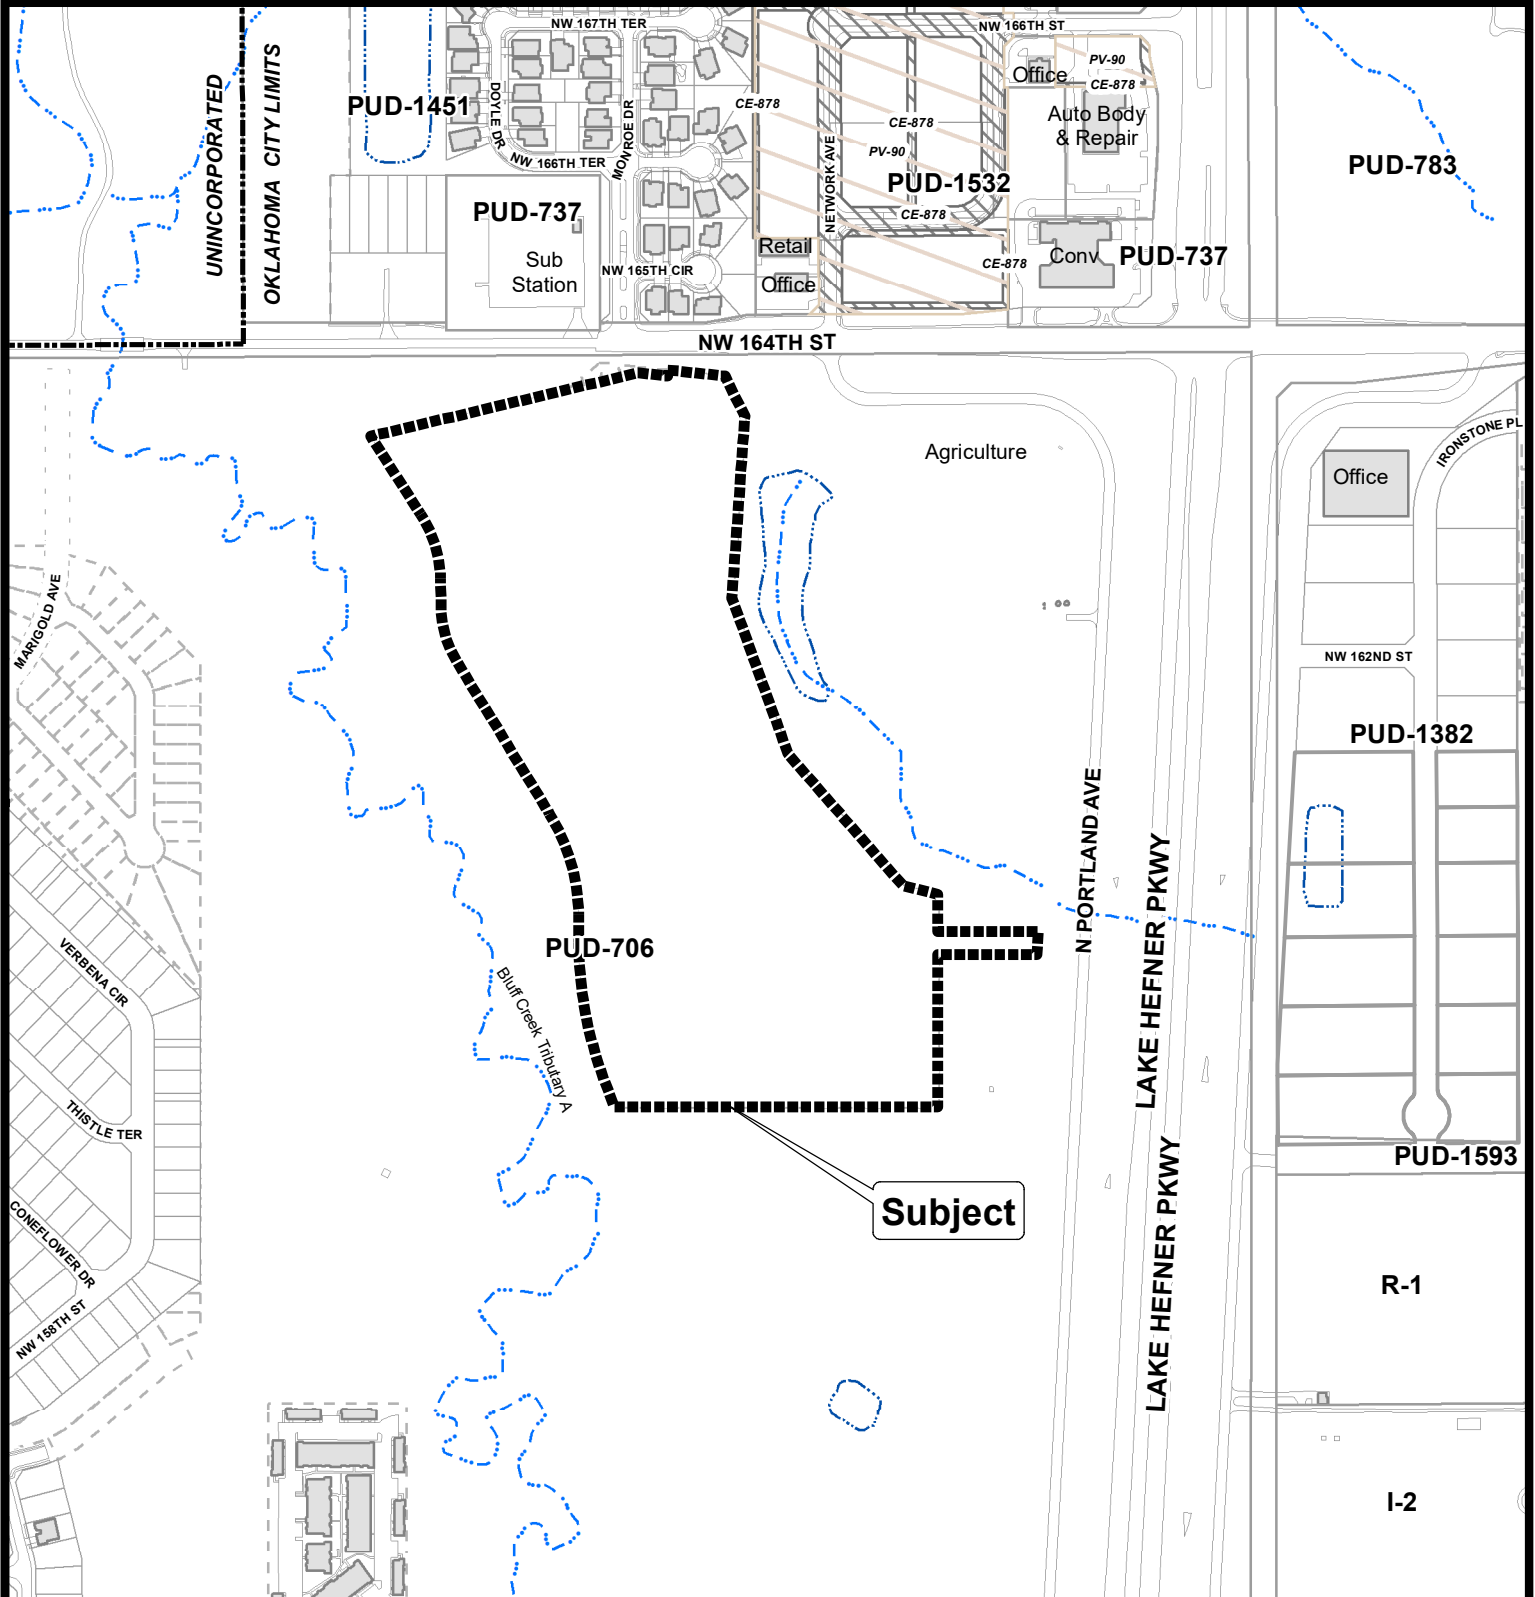 NW 167TH TER
NW 166TH ST
UNINCORPORATED
OKLAHOMA CITY LIMITS
PUD-1451
DOYLE DR
MONROE DR
NW 166TH TER
CE-878
PV-90
Office
CE-878
Auto Body
& Repair
CE-878
PV-90
NETWORK AVE
PUD-1532
CE-878
PUD-783
PUD-737
Sub
Station
NW 165TH CIR
Retail
Office
CE-878
Conv
PUD-737
NW 164TH ST
Agriculture
IRONSTONE PL
Office
MARIGOLD AVE
NW 162ND ST
PUD-1382
N PORTLAND AVE
LAKE HEFNER PKWY
PUD-706
VERBENA CIR
Bluff Creek Tributary A
THISTLE TER
PUD-1593
Subject
LAKE HEFNER PKWY
CONEFLOWER DR
NW 158TH ST
R-1
I-2